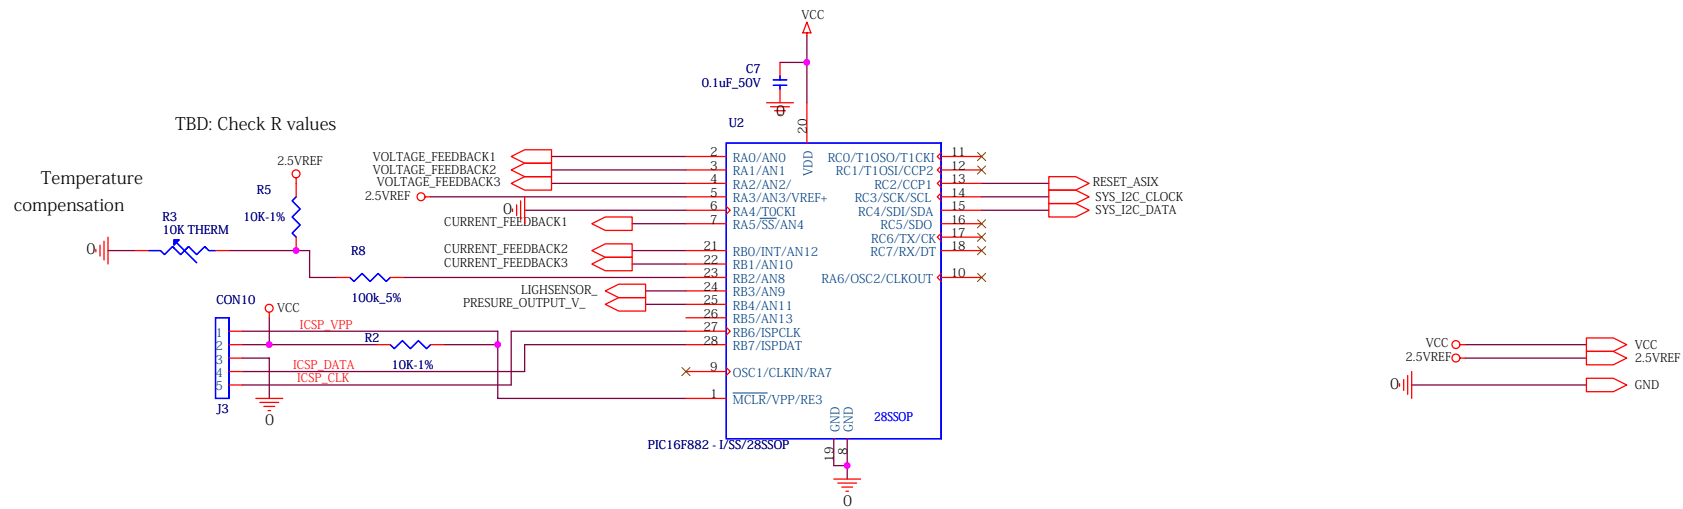 VCC
C7
0.1uF_50V
0
TBD: Check R values
U2
20
VDD
2.5VREF
Temperature
compensation
R5
10K-1%
R3
10K THERM
0
R8
100k_5%
VOLTAGE_FEEDBACK1
VOLTAGE_FEEDBACK2
VOLTAGE_FEEDBACK3
2.5VREF
0
CURRENT_FEEDBACK1
CURRENT_FEEDBACK2
CURRENT_FEEDBACK3
LIGHSENSOR_
PRESURE_OUTPUT_V_
2 RA0/AN0
3 RA1/AN1
4 RA2/AN2/
5 RA3/AN3/VREF+
6 RA4/TOCKI
7 RA5/SS/AN4
21 RB0/INT/AN12
22 RB1/AN10
23 RB2/AN8
24 RB3/AN9
25 RB4/AN11
26 RB5/AN13
27 RB6/ISPCLK
28 RB7/ISPDAT
9 OSC1/CLKIN/RA7
1 MCLR/VPP/RE3
RC0/T1OSO/T1CKI 11
RC1/T1OSI/CCP2 12
RC2/CCP1 13
RC3/SCK/SCL 14
RC4/SDI/SDA 15
RC5/SDO 16
RC6/TX/CK 17
RC7/RX/DT 18
RA6/OSC2/CLKOUT 10
RESET_ASIX
SYS_I2C_CLOCK
SYS_I2C_DATA
CON10
VCC
1
2
3
4
5
J3
ICSP_VPP
R2
10K-1%
ICSP_DATA
ICSP_CLK
0
GND
GND
28SSOP
PIC16F882 - I/SS/28SSOP
19
8
0
VCC
VCC
2.5VREF
2.5VREF
0
GND